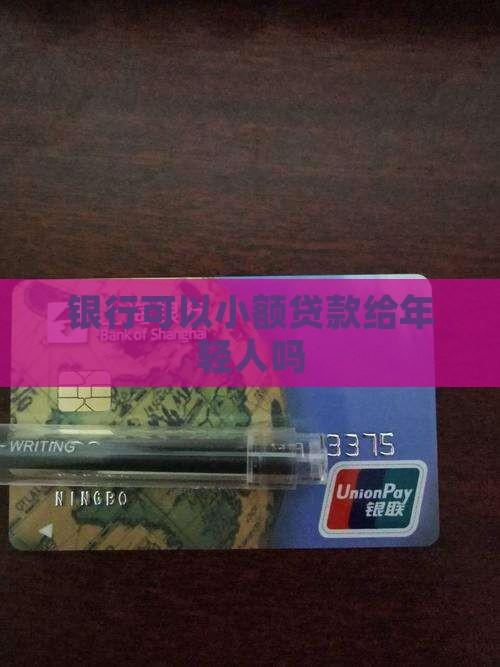 银行可以小额贷款给年
轻人吗
Bank of Shanghai
WRITING
3375
NINGBO
UnionPay
银联